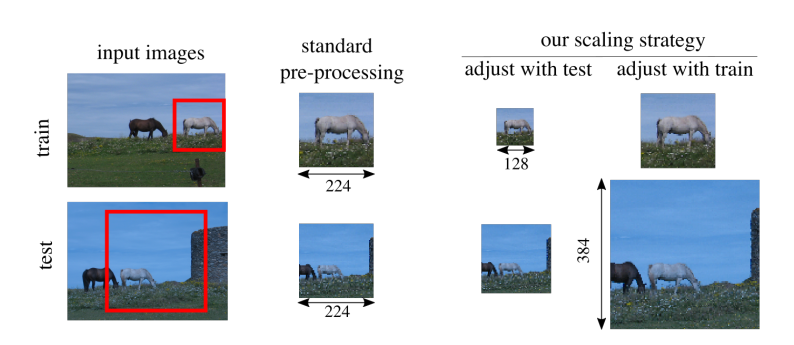 input images
standard
pre-processing
our scaling strategy
adjust with test
adjust with train
train
224
128
test
224
384